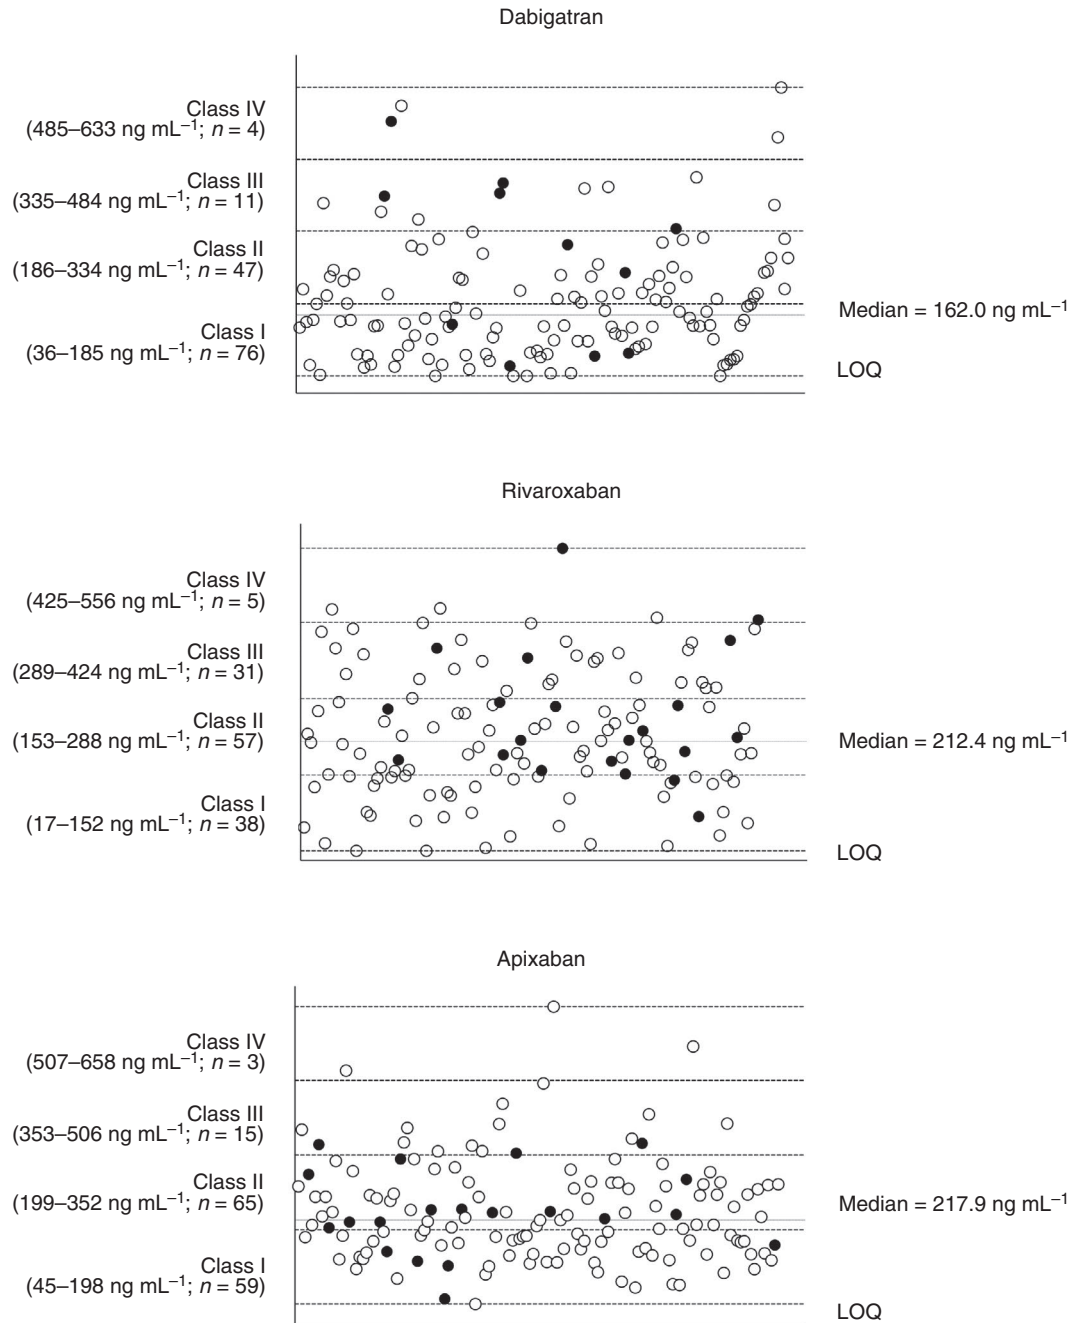 Dabigatran
Class IV
(485–633 ng mL⁻¹; n = 4)
Class III
(335–484 ng mL⁻¹; n = 11)
Class II
(186–334 ng mL⁻¹; n = 47)
Median = 162.0 ng mL⁻¹
Class I
(36–185 ng mL⁻¹; n = 76)
LOQ
Rivaroxaban
Class IV
(425–556 ng mL⁻¹; n = 5)
Class III
(289–424 ng mL⁻¹; n = 31)
Class II
(153–288 ng mL⁻¹; n = 57)
Median = 212.4 ng mL⁻¹
Class I
(17–152 ng mL⁻¹; n = 38)
LOQ
Apixaban
Class IV
(507–658 ng mL⁻¹; n = 3)
Class III
(353–506 ng mL⁻¹; n = 15)
Class II
(199–352 ng mL⁻¹; n = 65)
Median = 217.9 ng mL⁻¹
Class I
(45–198 ng mL⁻¹; n = 59)
LOQ